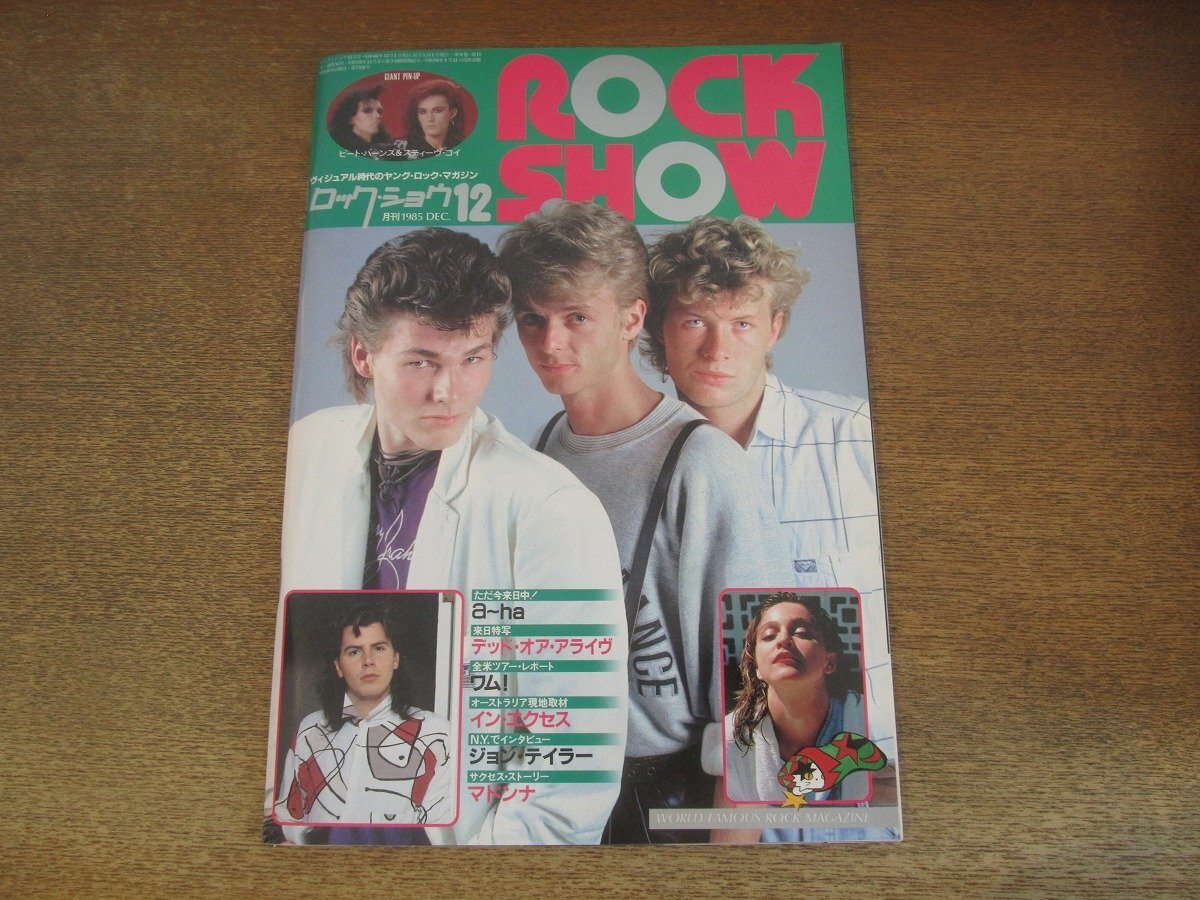 GIANT PIN-UP
ピート・バーンズ&スティーヴ・コイ
ヴィジュアル時代のヤング・ロック・マガジン
ロック・ショウ12
月刊1985 DEC.
ROCK
SHOW
ただ今来日中!
a~ha
来日特写
デッド・オア・アライヴ
全米ツアー・レポート
ワム!
オーストラリア現地取材
イン・エクセス
N.Y.でインタビュー
ジョン・テイラー
サクセス・ストーリー
マドンナ
WORLD FAMOUS ROCK MAGAZINE